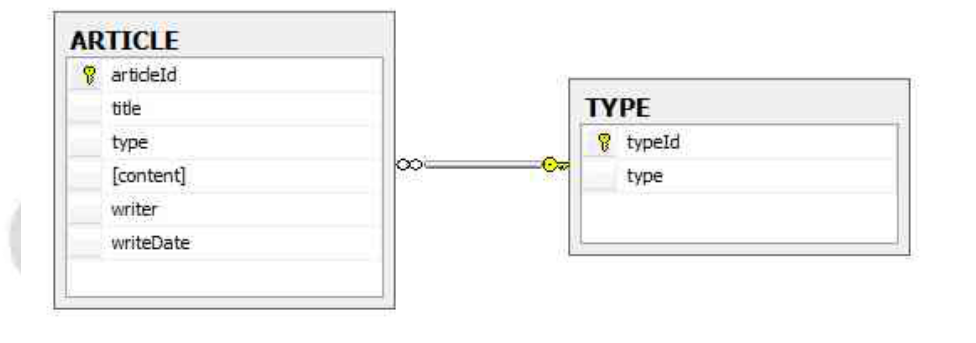 ARTICLE
articleId
title
type
[content]
writer
writeDate
TYPE
typeId
type